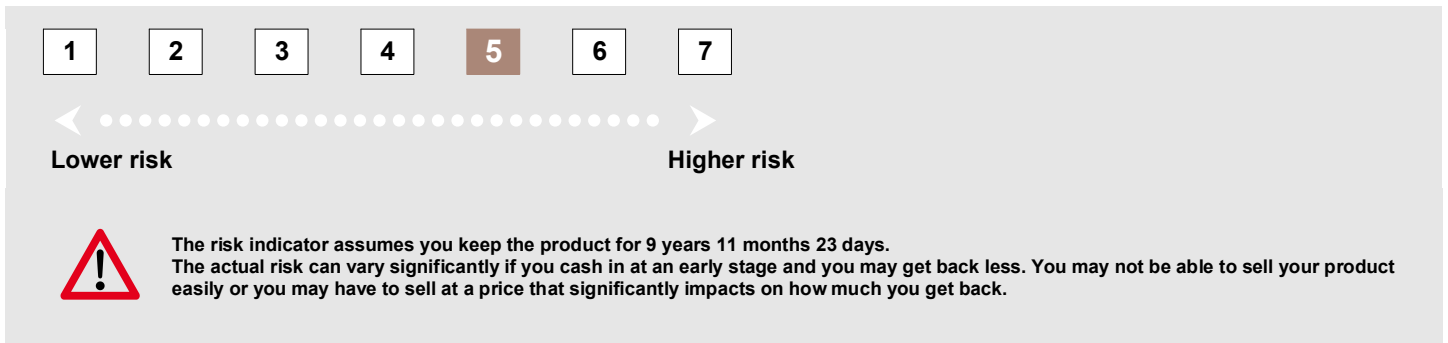 1 2 3 4 5 6 7
Lower risk Higher risk
The risk indicator assumes you keep the product for 9 years 11 months 23 days.
The actual risk can vary significantly if you cash in at an early stage and you may get back less. You may not be able to sell your product
easily or you may have to sell at a price that significantly impacts on how much you get back.